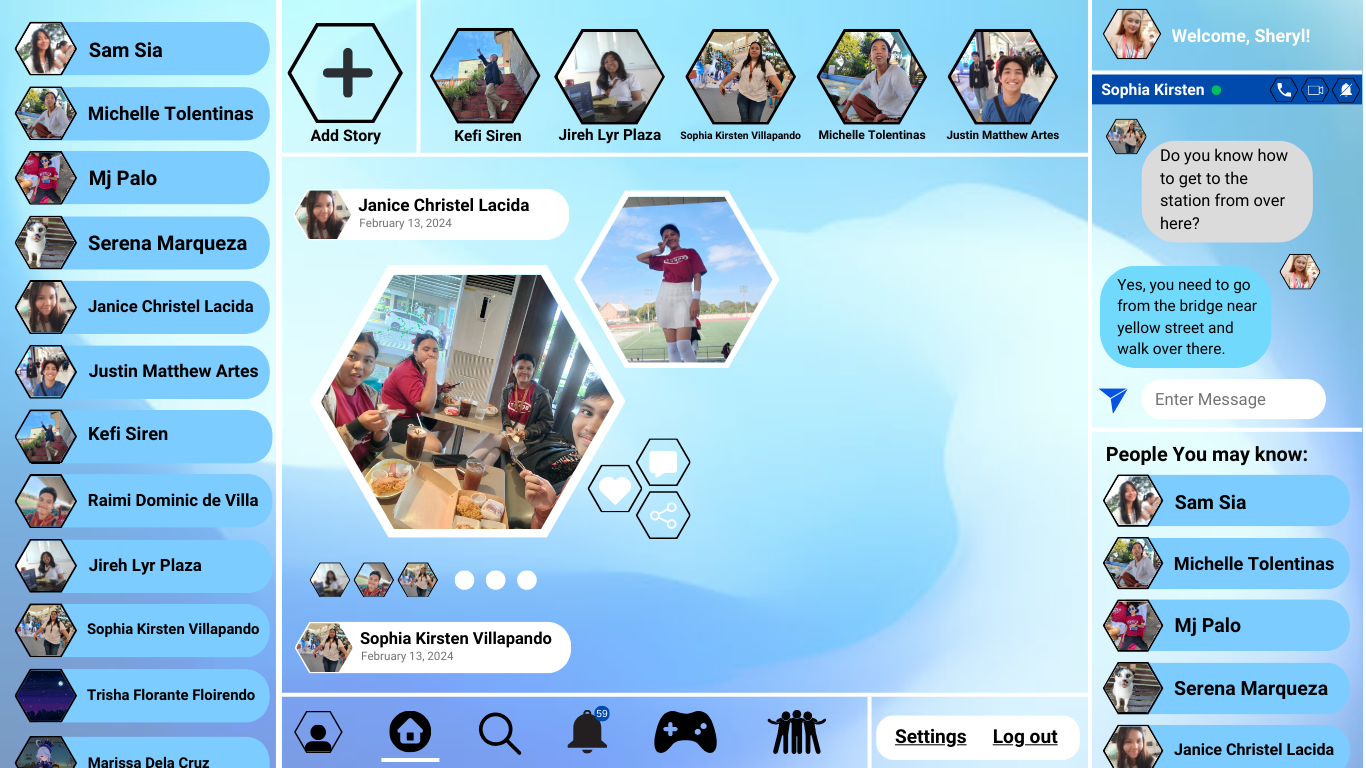 Sam Sia
Michelle Tolentinas
Mj Palo
Serena Marqueza
Janice Christel Lacida
Justin Matthew Artes
Kefi Siren
Raimi Dominic de Villa
Jireh Lyr Plaza
Sophia Kirsten Villapando
Trisha Florante Floirendo
Marissa Dela Cruz
Add Story
Kefi Siren
Jireh Lyr Plaza
Sophia Kirsten Villapando
Michelle Tolentinas
Justin Matthew Artes
Janice Christel Lacida
February 13, 2024
Sophia Kirsten Villapando
February 13, 2024
59
Settings
Log out
Welcome, Sheryl!
Sophia Kirsten
Do you know how
to get to the
station from over
here?
Yes, you need to go
from the bridge near
yellow street and
walk over there.
Enter Message
People You may know:
Sam Sia
Michelle Tolentinas
Mj Palo
Serena Marqueza
Janice Christel Lacida